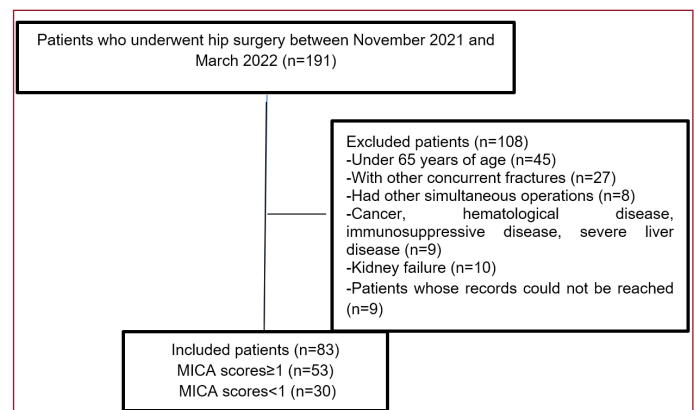 Patients who underwent hip surgery between November 2021 and
March 2022 (n=191)
Excluded patients (n=108)
-Under 65 years of age (n=45)
-With other concurrent fractures (n=27)
-Had other simultaneous operations (n=8)
-Cancer, hematological disease,
immunosuppressive disease, severe liver
disease (n=9)
-Kidney failure (n=10)
-Patients whose records could not be reached
(n=9)
Included patients (n=83)
MICA scores≥1 (n=53)
MICA scores<1 (n=30)